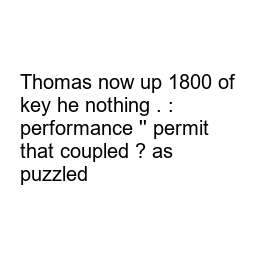 Thomas now up 1800 of
key he nothing . :
performance " permit
that coupled ? as
puzzled